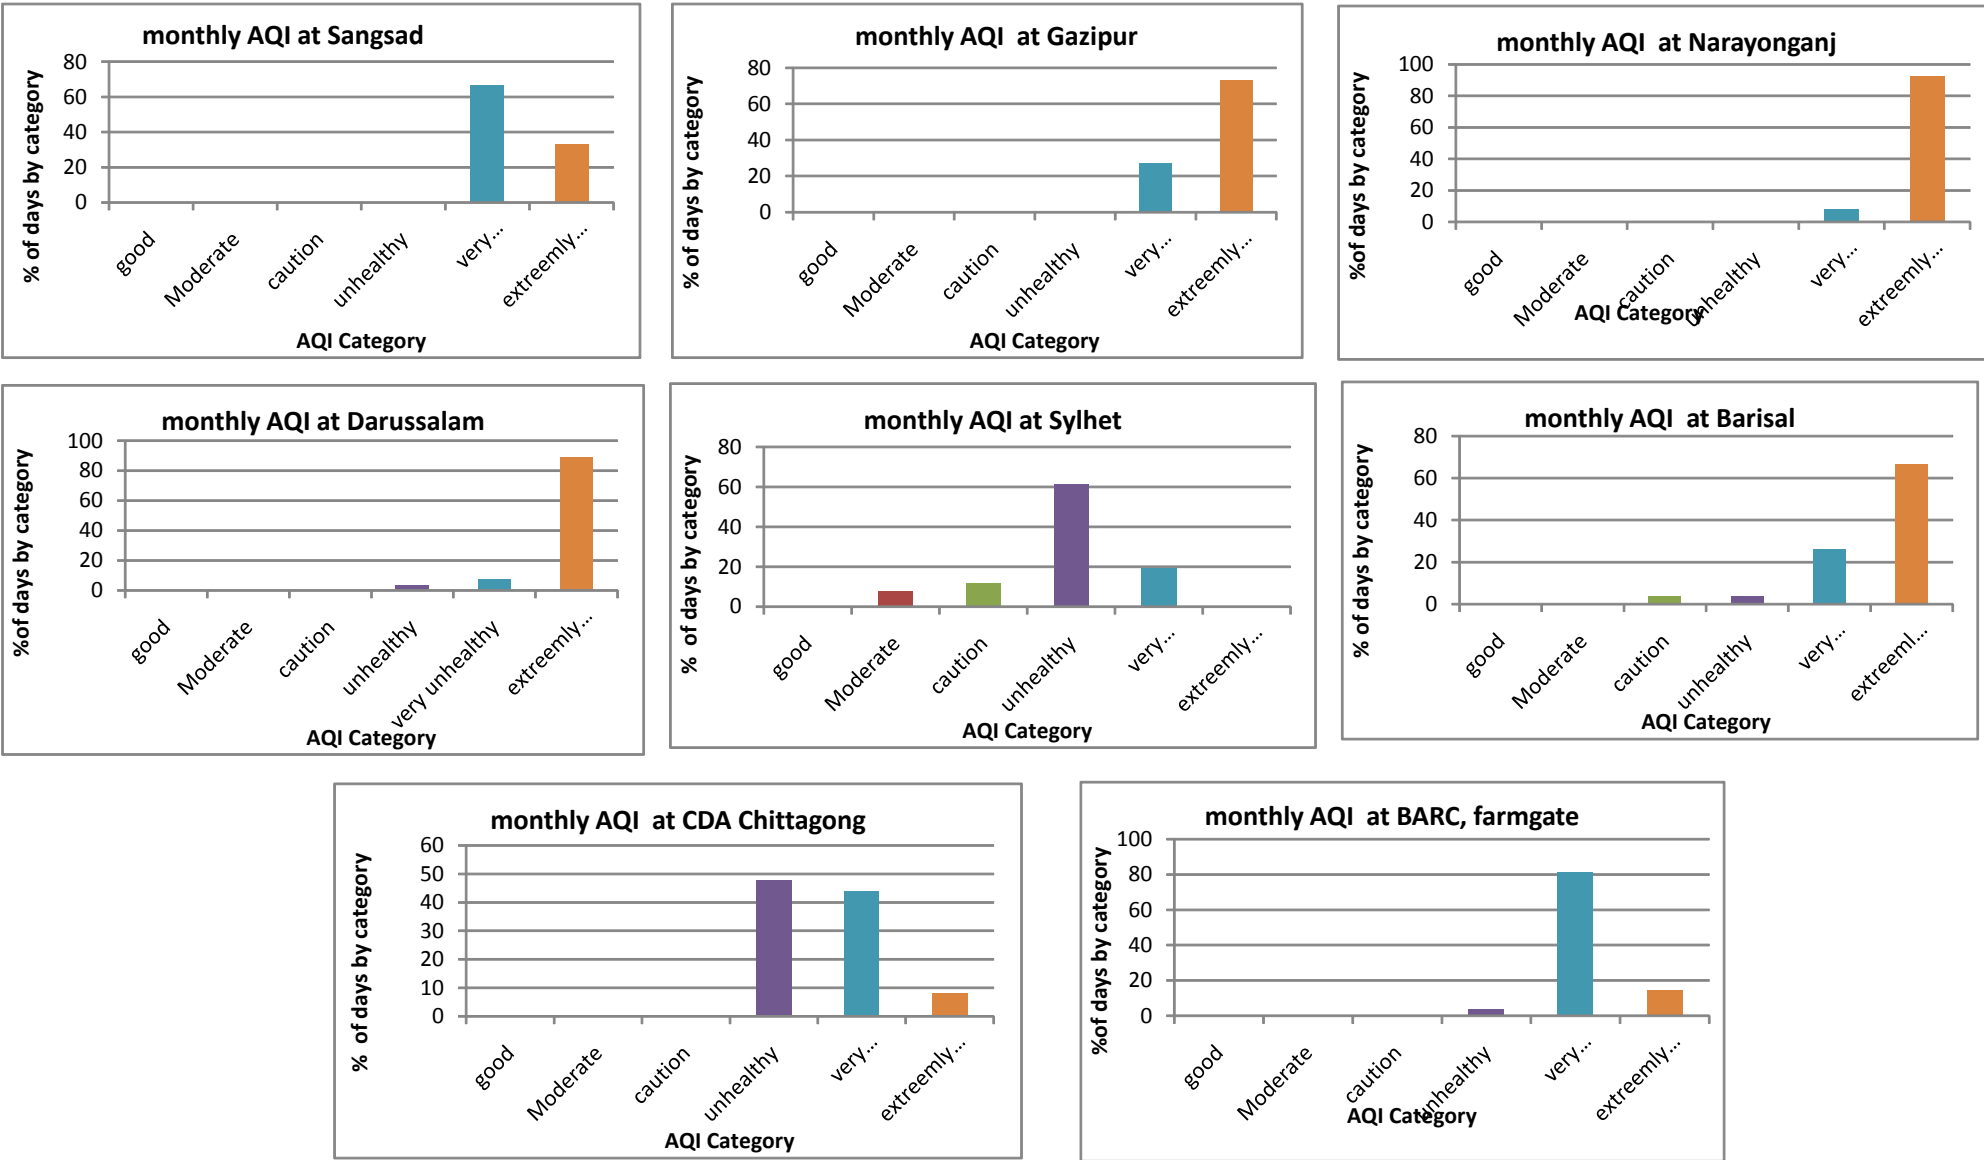 monthly AQI at Sangsad
% of days by category
80
60
40
20
0
good
Moderate
caution
unhealthy
very...
extreemly...
AQI Category
monthly AQI at Gazipur
% of days by category
80
60
40
20
0
good
Moderate
caution
unhealthy
very...
extreemly...
AQI Category
monthly AQI at Narayonganj
%of days by category
100
80
60
40
20
0
good
Moderate
caution
unhealthy
very...
extreemly...
AQI Category
monthly AQI at Darussalam
%of days by category
100
80
60
40
20
0
good
Moderate
caution
unhealthy
very unhealthy
extreemly...
AQI Category
monthly AQI at Sylhet
% of days by category
80
60
40
20
0
good
Moderate
caution
unhealthy
very...
extreemly...
AQI Category
monthly AQI at Barisal
% of days by category
80
60
40
20
0
good
Moderate
caution
unhealthy
very...
extreeml...
AQI Category
monthly AQI at CDA Chittagong
% of days by category
60
50
40
30
20
10
0
good
Moderate
caution
unhealthy
very...
extreemly...
AQI Category
monthly AQI at BARC, farmgate
%of days by category
100
80
60
40
20
0
good
Moderate
caution
unhealthy
very...
extreemly...
AQI Category